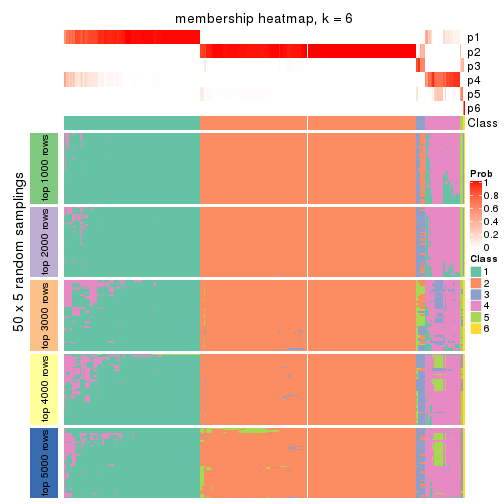 membership heatmap, k = 6
p1
p2
p3
p4
p5
p6
Class
50 x 5 random samplings
top 1000 rows
top 2000 rows
top 3000 rows
top 4000 rows
top 5000 rows
Prob
1
0.8
0.6
0.4
0.2
0
Class
1
2
3
4
5
6